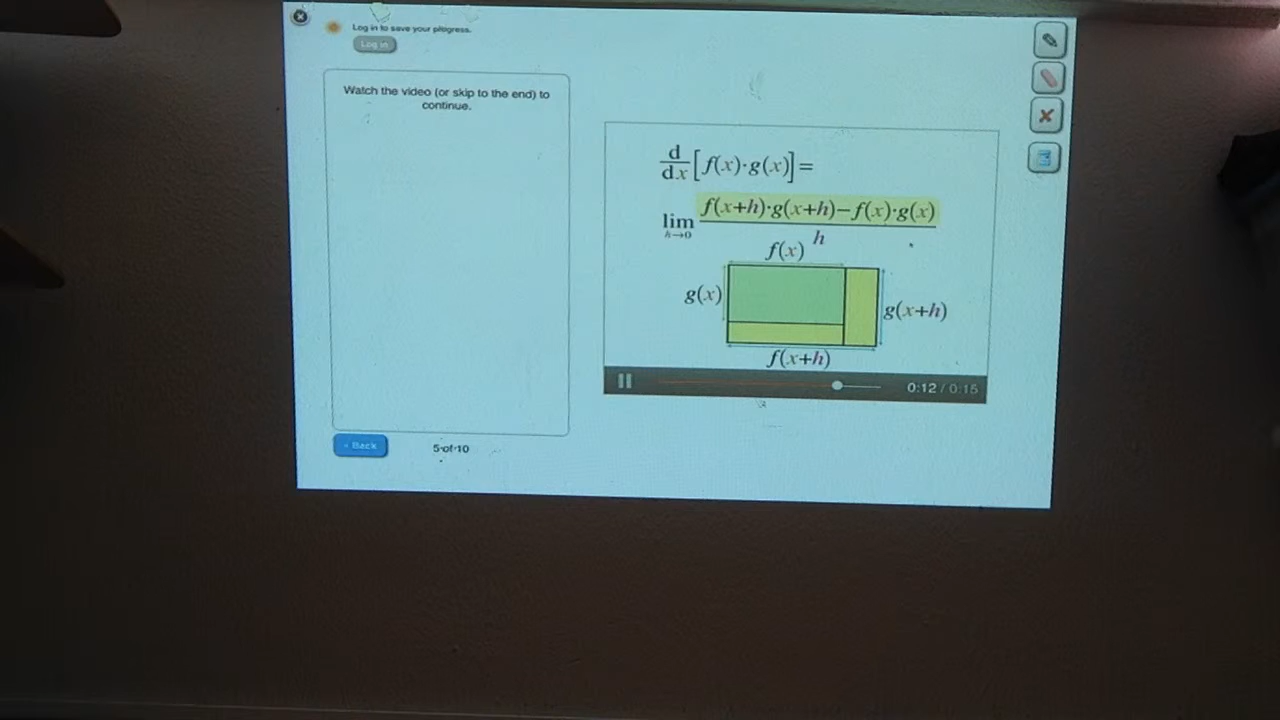 Log in to save your progress.
Log in
Watch the video (or skip to the end) to
continue.
d/dx [f(x)·g(x)]=
lim h→0 f(x+h)·g(x+h)−f(x)·g(x) / h
f(x)
g(x)
g(x+h)
f(x+h)
0:12 / 0:15
‹ Back
5 of 10